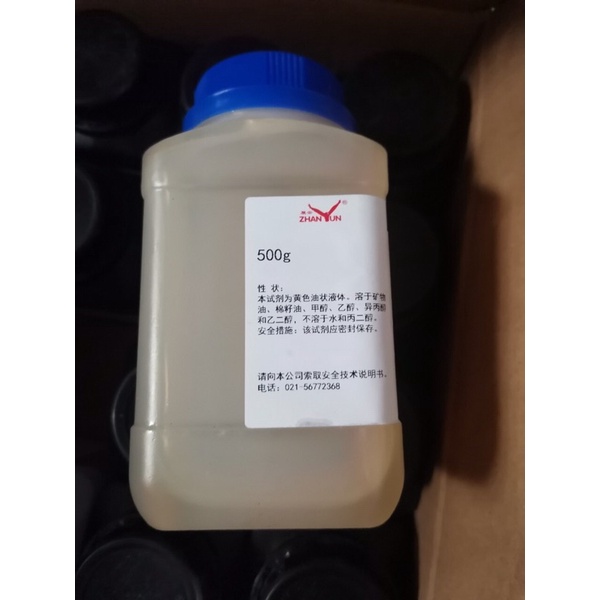 ZHANYUN®
500g
性 状：
本试剂为黄色油状液体。溶于矿物
油、棉籽油、甲醇、乙醇、异丙醇
和乙二醇，不溶于水和丙二醇。
安全措施：该试剂应密封保存。
请向本公司索取安全技术说明书。
电话：021-56772368